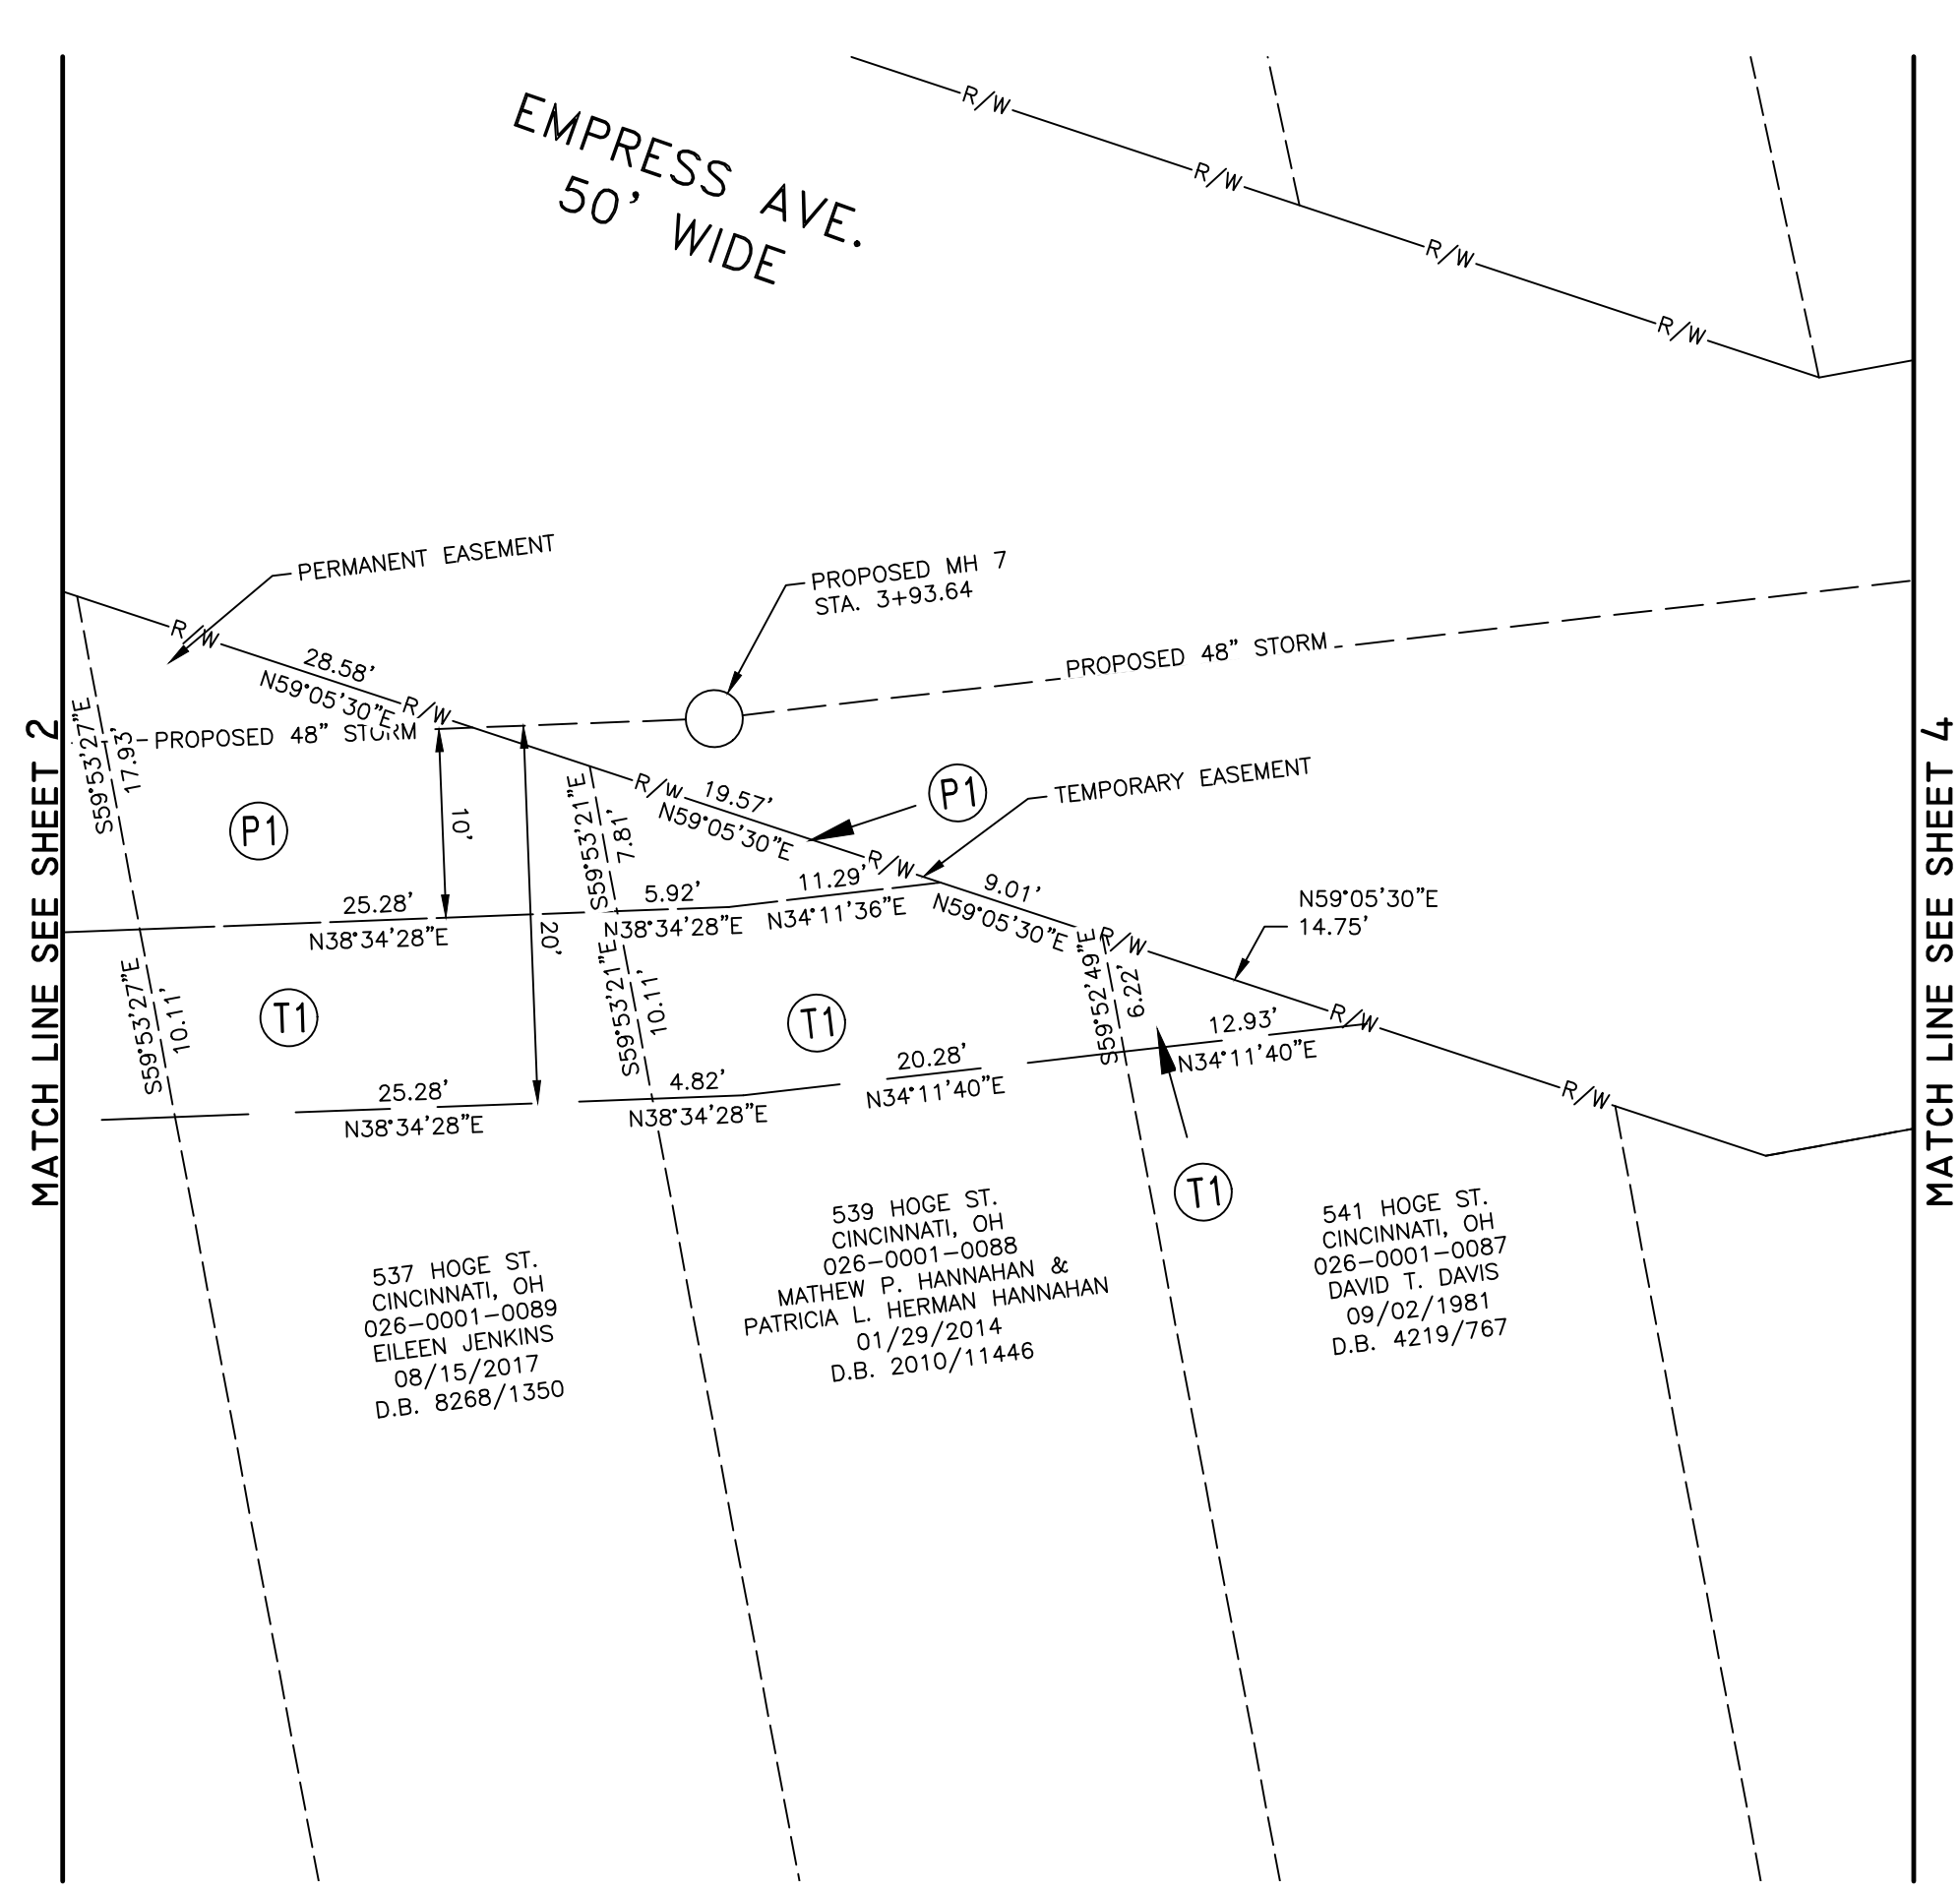 EMPRESS AVE.
50' WIDE
R/W
R/W
R/W
R/W
MATCH LINE SEE SHEET 2
MATCH LINE SEE SHEET 4
PERMANENT EASEMENT
PROPOSED MH 7
STA. 3+93.64
R/W
28.58'
N59°05'30"E
R/W
PROPOSED 48" STORM
PROPOSED 48" STORM
S59°53'27"E
17.93'
P1
10'
20'
S59°53'21"E
7.81'
R/W
19.57'
N59°05'30"E
P1
TEMPORARY EASEMENT
R/W
25.28'
N38°34'28"E
5.92'
N38°34'28"E
11.29'
N34°11'36"E
9.01'
N59°05'30"E
R/W
N59°05'30"E
14.75'
S59°53'27"E
10.11'
T1
S59°53'21"E
10.11'
T1
S59°52'49"E
6.22'
12.93'
N34°11'40"E
R/W
25.28'
N38°34'28"E
4.82'
N38°34'28"E
20.28'
N34°11'40"E
R/W
T1
537 HOGE ST.
CINCINNATI, OH
026-0001-0089
EILEEN JENKINS
08/15/2017
D.B. 8268/1350
539 HOGE ST.
CINCINNATI, OH
026-0001-0088
MATHEW P. HANNAHAN &
PATRICIA L. HERMAN HANNAHAN
01/29/2014
D.B. 2010/11446
541 HOGE ST.
CINCINNATI, OH
026-0001-0087
DAVID T. DAVIS
09/02/1981
D.B. 4219/767